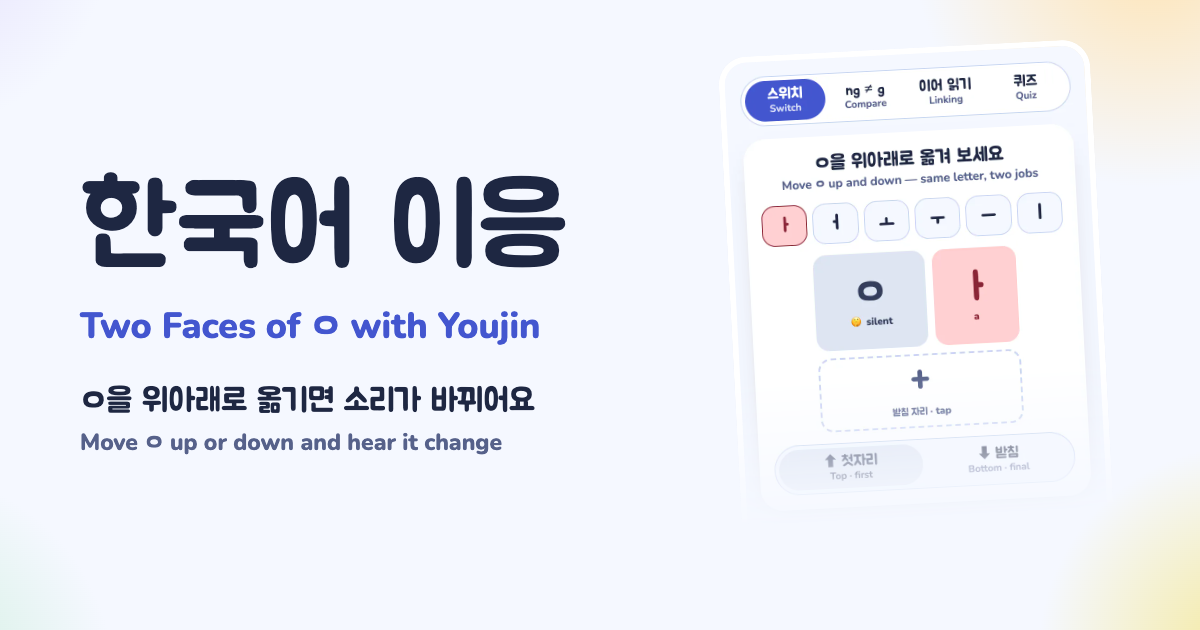 한국어 이응
Two Faces of ㅇ with Youjin
ㅇ을 위아래로 옮기면 소리가 바뀌어요
Move ㅇ up or down and hear it change
스위치
Switch
ng ≠ g
Compare
이어 읽기
Linking
퀴즈
Quiz
ㅇ을 위아래로 옮겨 보세요
Move ㅇ up and down — same letter, two jobs
ㅏ ㅓ ㅗ ㅜ ㅡ ㅣ
ㅇ
🤫 silent
ㅏ
a
+
받침 자리 · tap
⬆ 첫자리
Top · first
⬇ 받침
Bottom · final